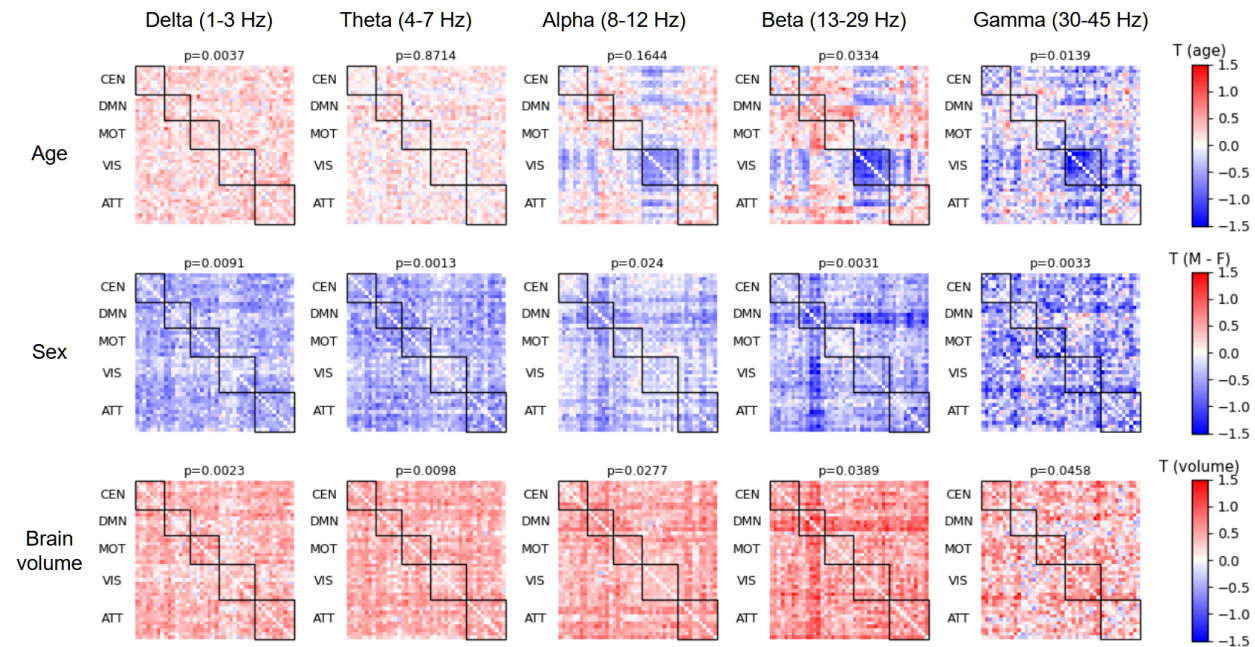 Delta (1-3 Hz) Theta (4-7 Hz) Alpha (8-12 Hz) Beta (13-29 Hz) Gamma (30-45 Hz)
p=0.0037 p=0.8714 p=0.1644 p=0.0334 p=0.0139 T (age)
Age
CEN CEN CEN CEN CEN
DMN DMN DMN DMN DMN
MOT MOT MOT MOT MOT
VIS VIS VIS VIS VIS
ATT ATT ATT ATT ATT
1.5
1.0
0.5
0.0
−0.5
−1.0
−1.5
p=0.0091 p=0.0013 p=0.024 p=0.0031 p=0.0033 T (M - F)
Sex
CEN CEN CEN CEN CEN
DMN DMN DMN DMN DMN
MOT MOT MOT MOT MOT
VIS VIS VIS VIS VIS
ATT ATT ATT ATT ATT
1.5
1.0
0.5
0.0
−0.5
−1.0
−1.5
p=0.0023 p=0.0098 p=0.0277 p=0.0389 p=0.0458 T (volume)
Brain
volume
CEN CEN CEN CEN CEN
DMN DMN DMN DMN DMN
MOT MOT MOT MOT MOT
VIS VIS VIS VIS VIS
ATT ATT ATT ATT ATT
1.5
1.0
0.5
0.0
−0.5
−1.0
−1.5